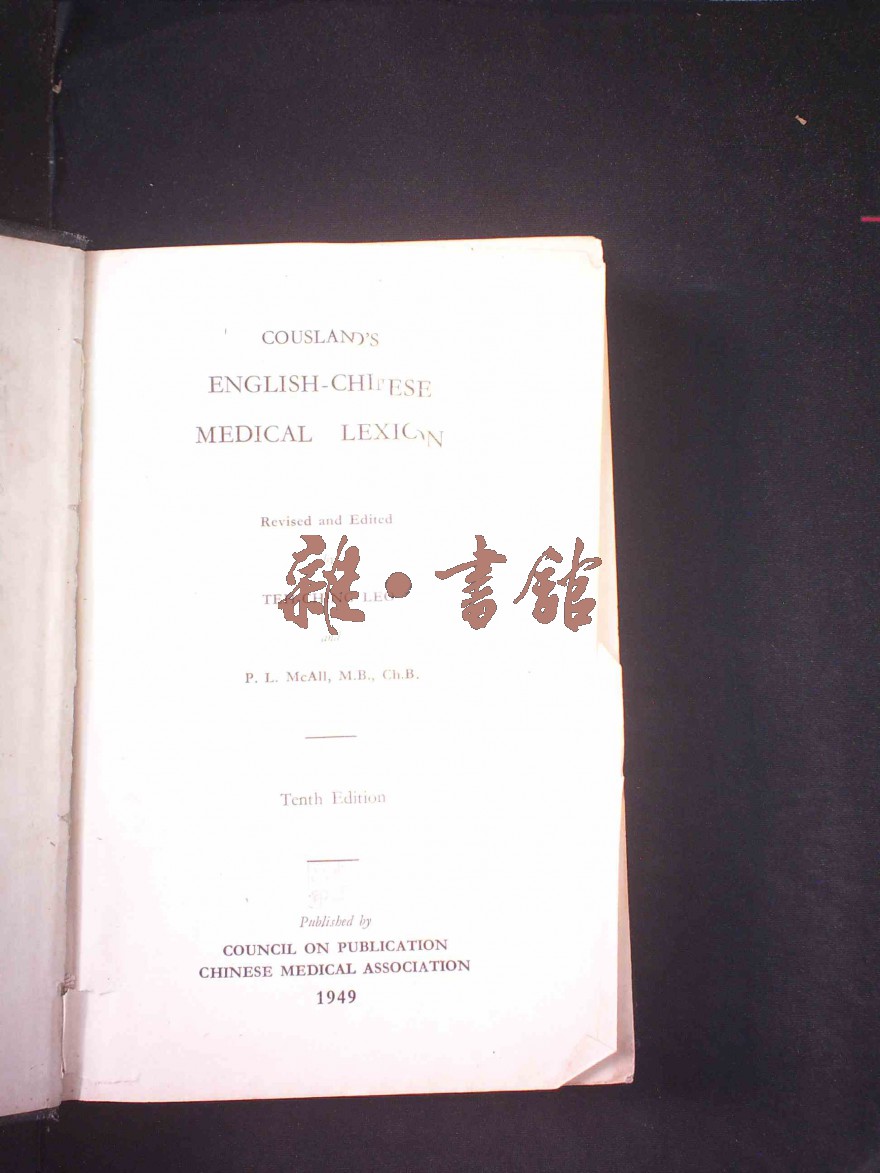 COUSLAND'S
ENGLISH-CHINESE
MEDICAL LEXICON
Revised and Edited
雜·書館
P. L. McAll, M.B., Ch.B.
Tenth Edition
Published by
COUNCIL ON PUBLICATION
CHINESE MEDICAL ASSOCIATION
1949